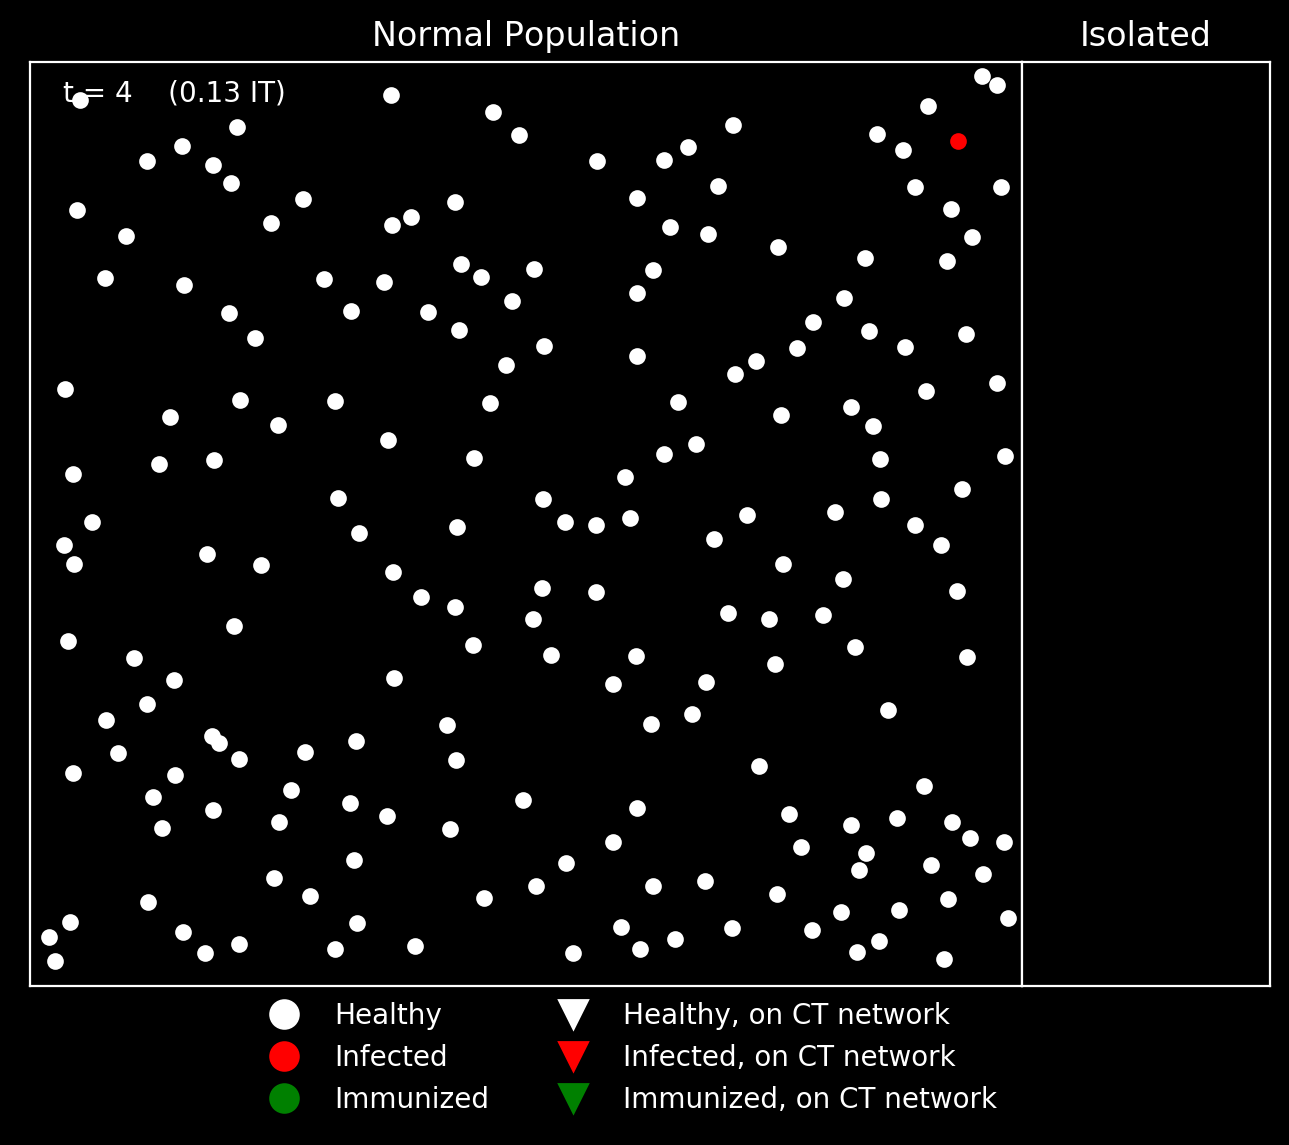 Normal Population
Isolated
t = 4    (0.13 IT)
Healthy
Infected
Immunized
Healthy, on CT network
Infected, on CT network
Immunized, on CT network